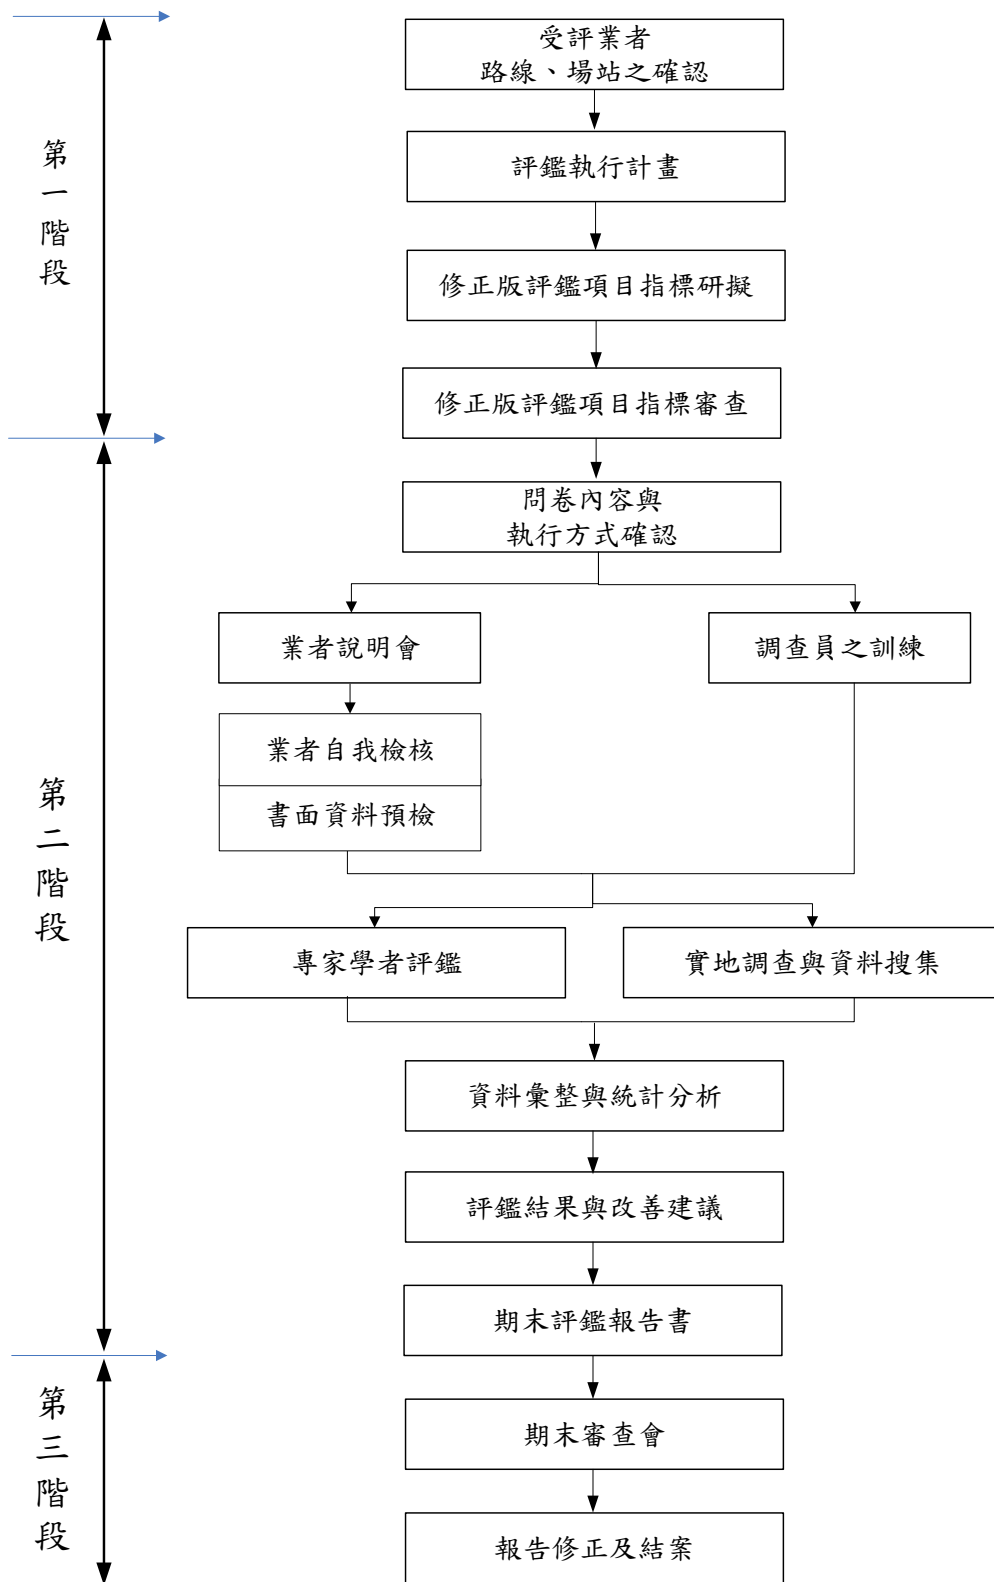 受評業者
路線、場站之確認
評鑑執行計畫
第一階段
修正版評鑑項目指標研擬
修正版評鑑項目指標審查
問卷內容與
執行方式確認
業者說明會
調查員之訓練
業者自我檢核
書面資料預檢
第二階段
專家學者評鑑
實地調查與資料搜集
資料彙整與統計分析
評鑑結果與改善建議
期末評鑑報告書
第三階段
期末審查會
報告修正及結案